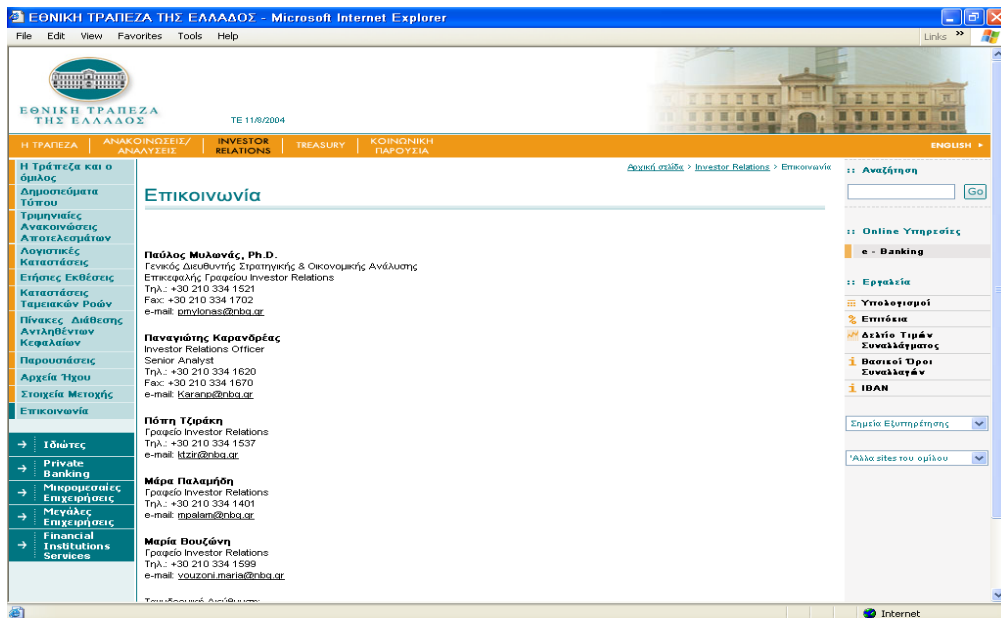 ΕΘΝΙΚΗ ΤΡΑΠΕΖΑ ΤΗΣ ΕΛΛΑΔΟΣ - Microsoft Internet Explorer
File Edit View Favorites Tools Help
Links »
ΕΘΝΙΚΗ ΤΡΑΠΕΖΑ
ΤΗΣ ΕΛΛΑΔΟΣ
ΤΕ 11/8/2004
Η ΤΡΑΠΕΖΑ
ΑΝΑΚΟΙΝΩΣΕΙΣ/
ΑΝΑΛΥΣΕΙΣ
INVESTOR
RELATIONS
TREASURY
ΚΟΙΝΩΝΙΚΗ
ΠΑΡΟΥΣΙΑ
ENGLISH
Η Τράπεζα και ο
όμιλος
Δημοσιεύματα
Τύπου
Τριμηνιαίες
Ανακοινώσεις
Αποτελεσμάτων
Λογιστικές
Καταστάσεις
Ετήσιες Εκθέσεις
Καταστάσεις
Ταμειακών Ροών
Πίνακες Διάθεσης
Αντληθέντων
Κεφαλαίων
Παρουσιάσεις
Αρχεία Ήχου
Στοιχεία Μετοχής
Επικοινωνία
Ιδιώτες
Private
Banking
Μικρομεσαίες
Επιχειρήσεις
Μεγάλες
Επιχειρήσεις
Financial
Institutions
Services
Αρχική σελίδα > Investor Relations > Επικοινωνία
Επικοινωνία
Παύλος Μυλωνάς, Ph.D.
Γενικός Διευθυντής Στρατηγικής & Οικονομικής Ανάλυσης
Επικεφαλής Γραφείου Investor Relations
Τηλ.: +30 210 334 1521
Fax: +30 210 334 1702
e-mail: pmylonas@nbg.gr
Παναγιώτης Καρανδρέας
Investor Relations Officer
Senior Analyst
Τηλ.: +30 210 334 1620
Fax: +30 210 334 1670
e-mail: Karanp@nbg.gr
Πόπη Τζιράκη
Γραφείο Investor Relations
Τηλ.: +30 210 334 1537
e-mail: ktzir@nbg.gr
Μάρα Παλαμήδη
Γραφείο Investor Relations
Τηλ.: +30 210 334 1401
e-mail: mpalam@nbg.gr
Μαρία Βουζώνη
Γραφείο Investor Relations
Τηλ.: +30 210 334 1599
e-mail: vouzoni.maria@nbg.gr
:: Αναζήτηση
Go
:: Online Υπηρεσίες
e - Banking
:: Εργαλεία
Υπολογισμοί
Επιτόκια
Δελτίο Τιμών
Συναλλάγματος
Βασικοί Όροι
Συναλλαγών
IBAN
Σημεία Εξυπηρέτησης
'Αλλα sites του ομίλου
Internet